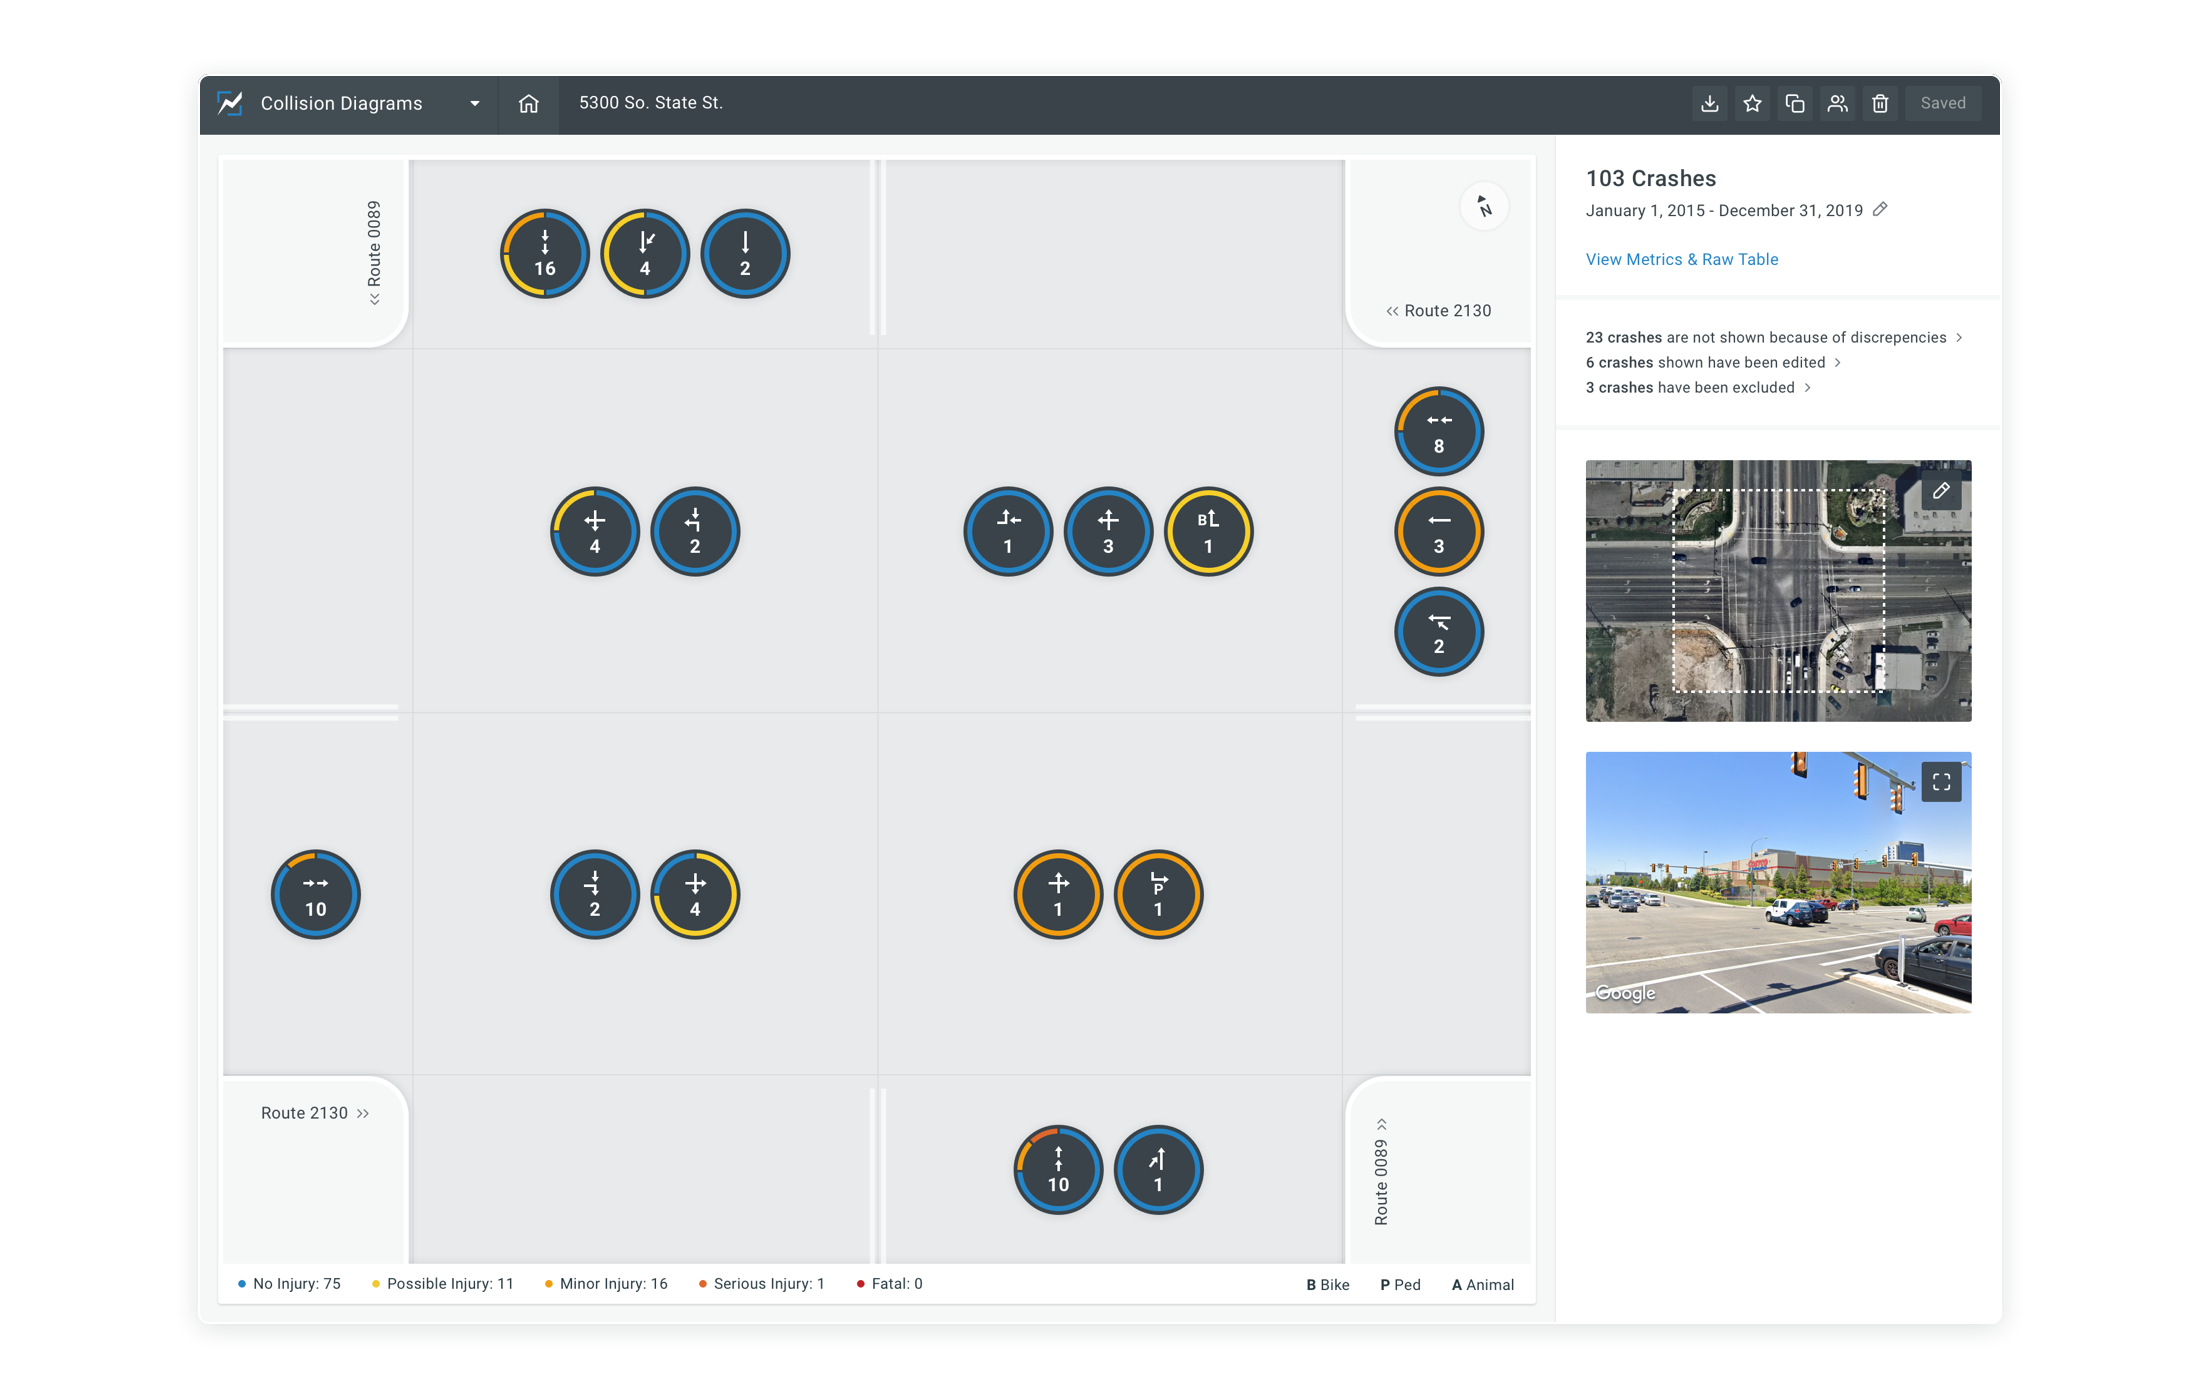 Collision Diagrams
5300 So. State St.
Saved
<< Route 0089
16
4
2
N
<< Route 2130
8
4
2
1
3
B
1
3
2
10
2
4
1
P
1
Route 2130 >>
10
1
Route 0089 >>
No Injury: 75
Possible Injury: 11
Minor Injury: 16
Serious Injury: 1
Fatal: 0
B Bike
P Ped
A Animal
103 Crashes
January 1, 2015 - December 31, 2019
View Metrics & Raw Table
23 crashes are not shown because of discrepencies >
6 crashes shown have been edited >
3 crashes have been excluded >
Google